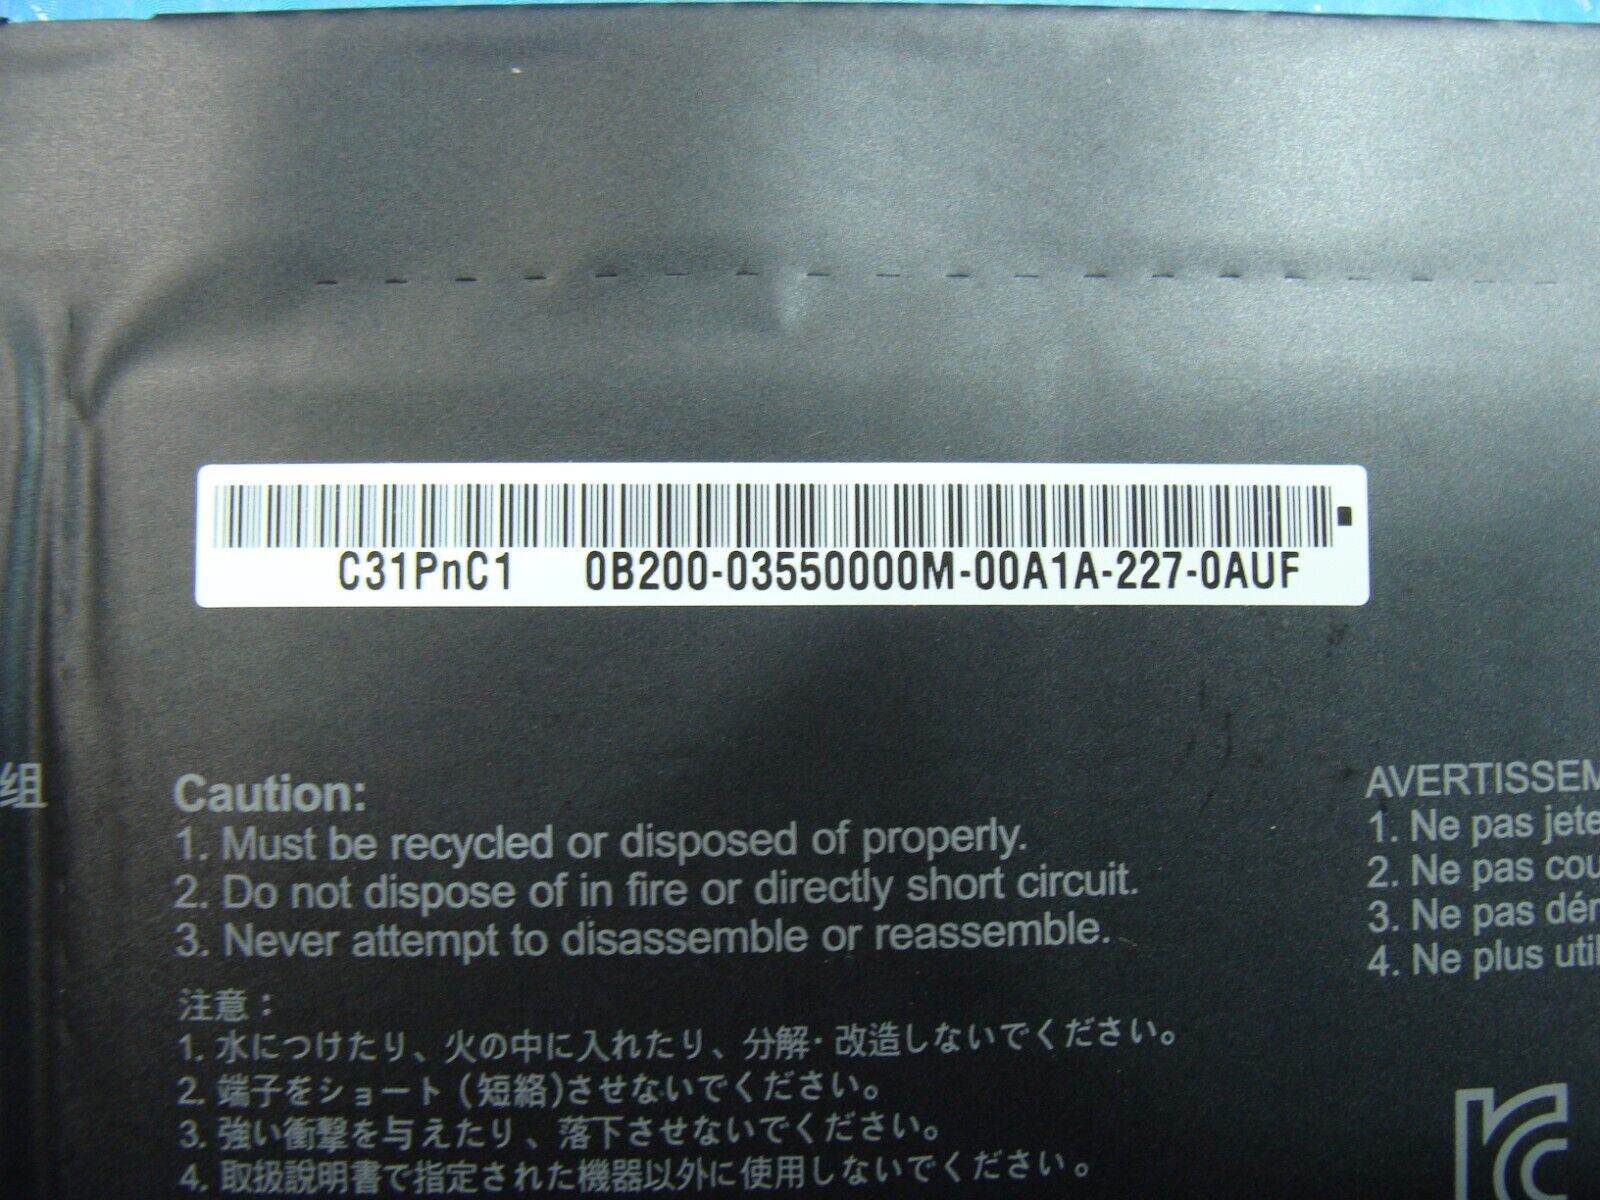 C31PnC1 0B200-03550000M-00A1A-227-0AUF
组
Caution:
1. Must be recycled or disposed of properly.
2. Do not dispose of in fire or directly short circuit.
3. Never attempt to disassemble or reassemble.
注意：
1. 水につけたり、火の中に入れたり、分解・改造しないでください。
2. 端子をショート（短絡)させないでください。
3. 強い衝撃を与えたり、落下させないでください。
4. 取扱説明書で指定された機器以外に使用しないでください。
AVERTISSEM
1. Ne pas jete
2. Ne pas cou
3. Ne pas dé
4. Ne plus util